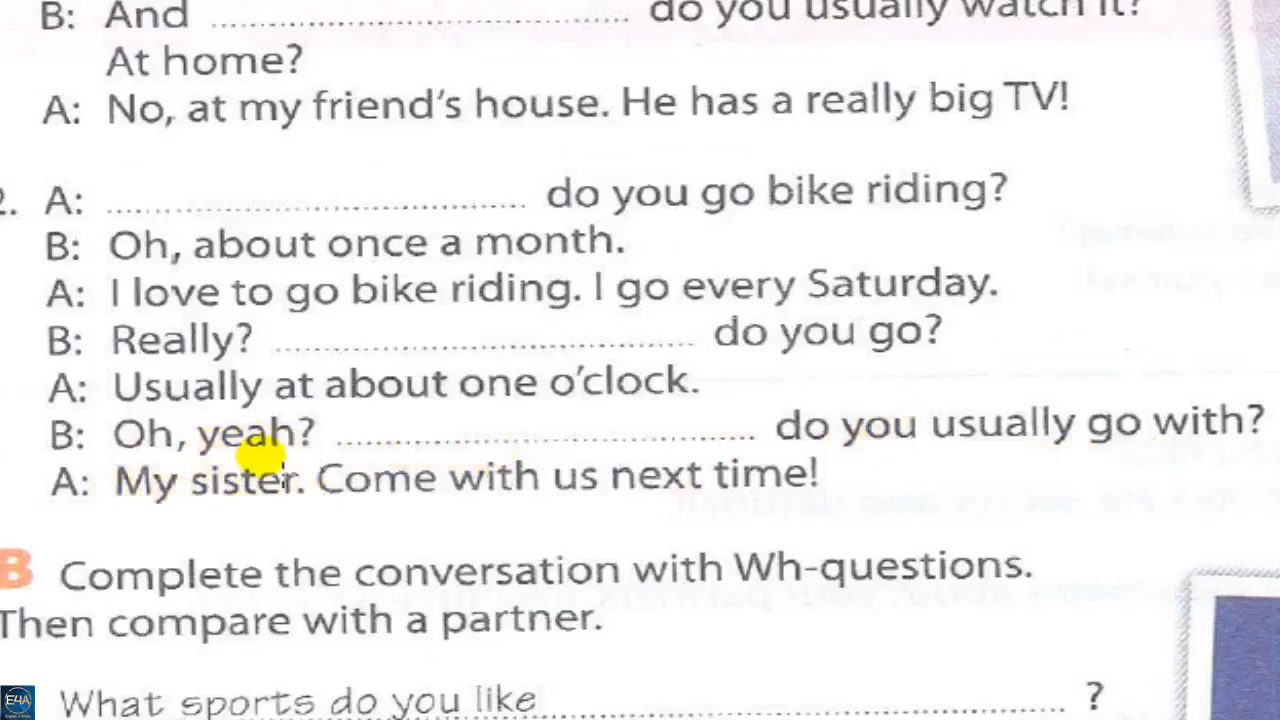 B: And ........................ do you usually watch it?
At home?
A: No, at my friend's house. He has a really big TV!
2. A: ........................ do you go bike riding?
B: Oh, about once a month.
A: I love to go bike riding. I go every Saturday.
B: Really? ........................ do you go?
A: Usually at about one o'clock.
B: Oh, yeah? ........................ do you usually go with?
A: My sister. Come with us next time!
B Complete the conversation with Wh-questions.
Then compare with a partner.
What sports do you like ........................ ?
E4A